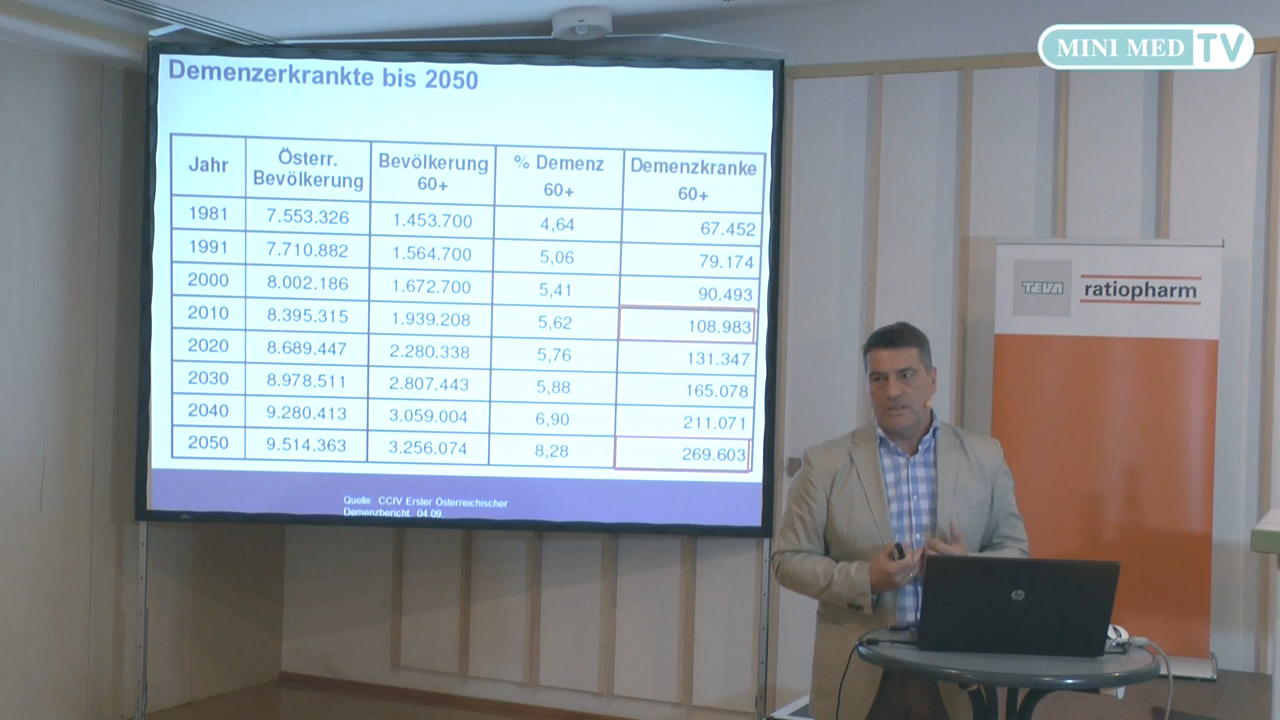 MINI MED TV
Demenzerkrankte bis 2050
Jahr Österr. Bevölkerung Bevölkerung 60+ % Demenz 60+ Demenzkranke 60+
1981 7.553.326 1.453.700 4,64 67.452
1991 7.710.882 1.564.700 5,06 79.174
2000 8.002.186 1.672.700 5,41 90.493
2010 8.395.315 1.939.208 5,62 108.983
2020 8.689.447 2.280.338 5,76 131.347
2030 8.978.511 2.807.443 5,88 165.078
2040 9.280.413 3.059.004 6,90 211.071
2050 9.514.363 3.256.074 8,28 269.603
Quelle: CCIV Erster Österreichischer
Demenzbericht, 04.09.
TEVA ratiopharm
hp